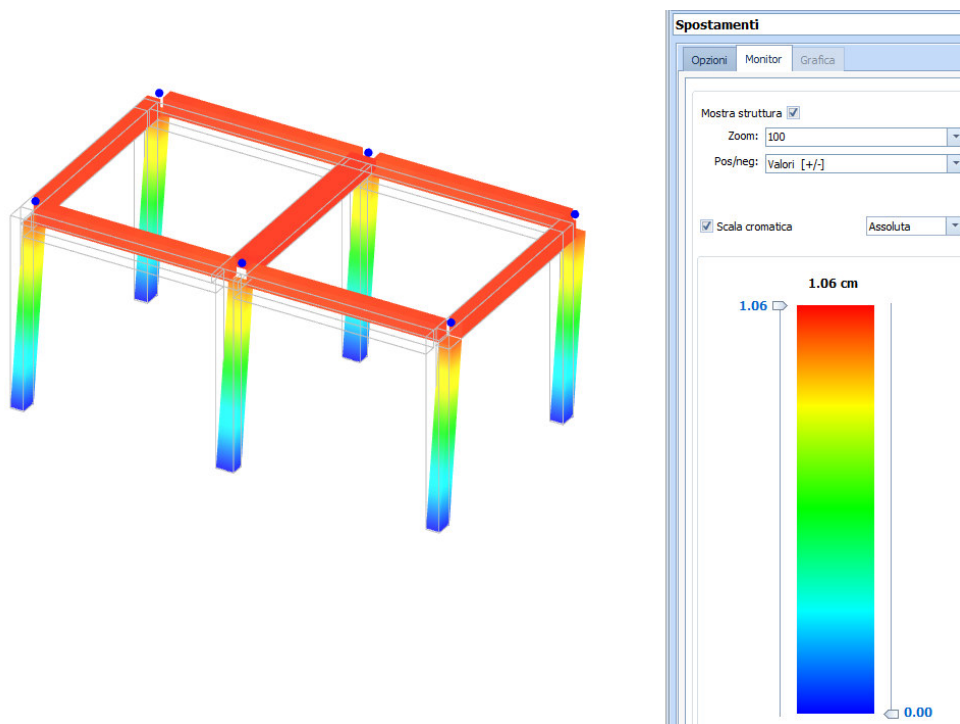 Spostamenti
Opzioni Monitor Grafica
Mostra struttura
Zoom: 100
Pos/neg: Valori [+/-]
Scala cromatica Assoluta
1.06 cm
1.06
0.00